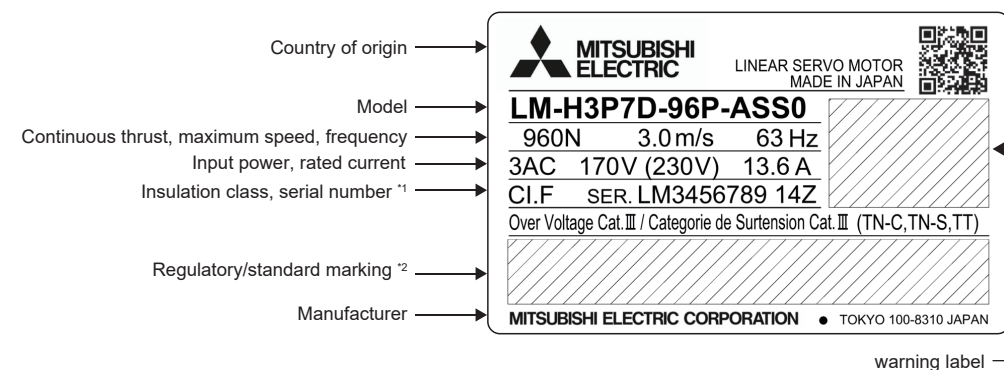 Country of origin
MITSUBISHI
ELECTRIC
LINEAR SERVO MOTOR
MADE IN JAPAN
Model
LM-H3P7D-96P-ASS0
Continuous thrust, maximum speed, frequency
960N 3.0 m/s 63 Hz
Input power, rated current
3AC 170V (230V) 13.6 A
Insulation class, serial number *1
CI.F SER. LM3456789 14Z
Over Voltage Cat.Ⅲ / Categorie de Surtension Cat.Ⅲ (TN-C,TN-S,TT)
Regulatory/standard marking *2
Manufacturer
MITSUBISHI ELECTRIC CORPORATION ● TOKYO 100-8310 JAPAN
warning label